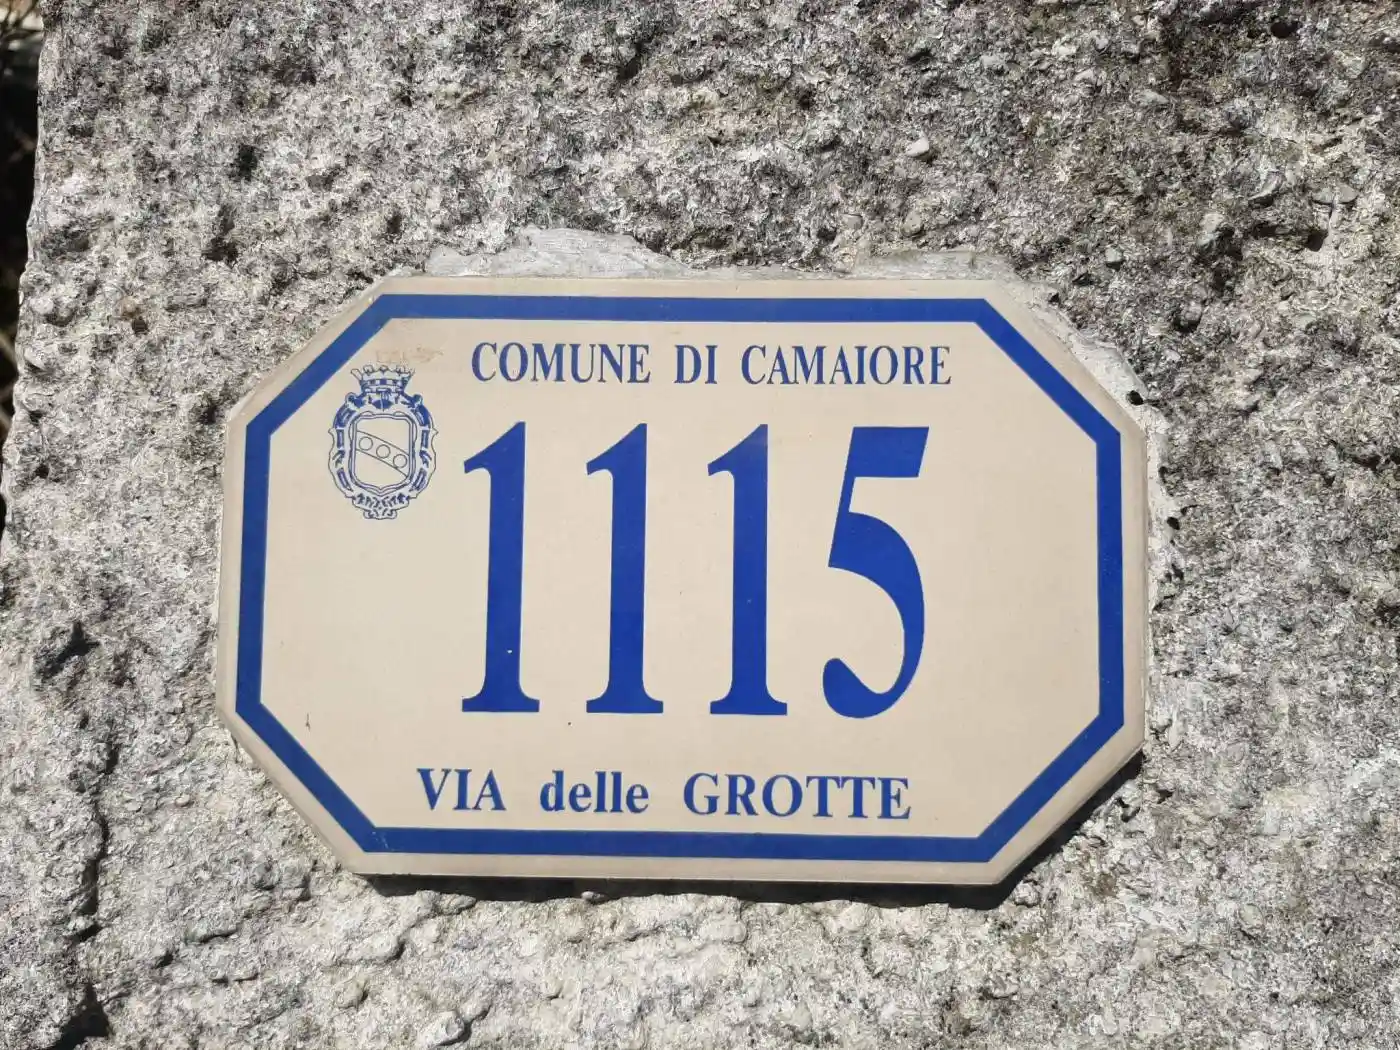 COMUNE DI CAMAIORE
1115
VIA delle GROTTE